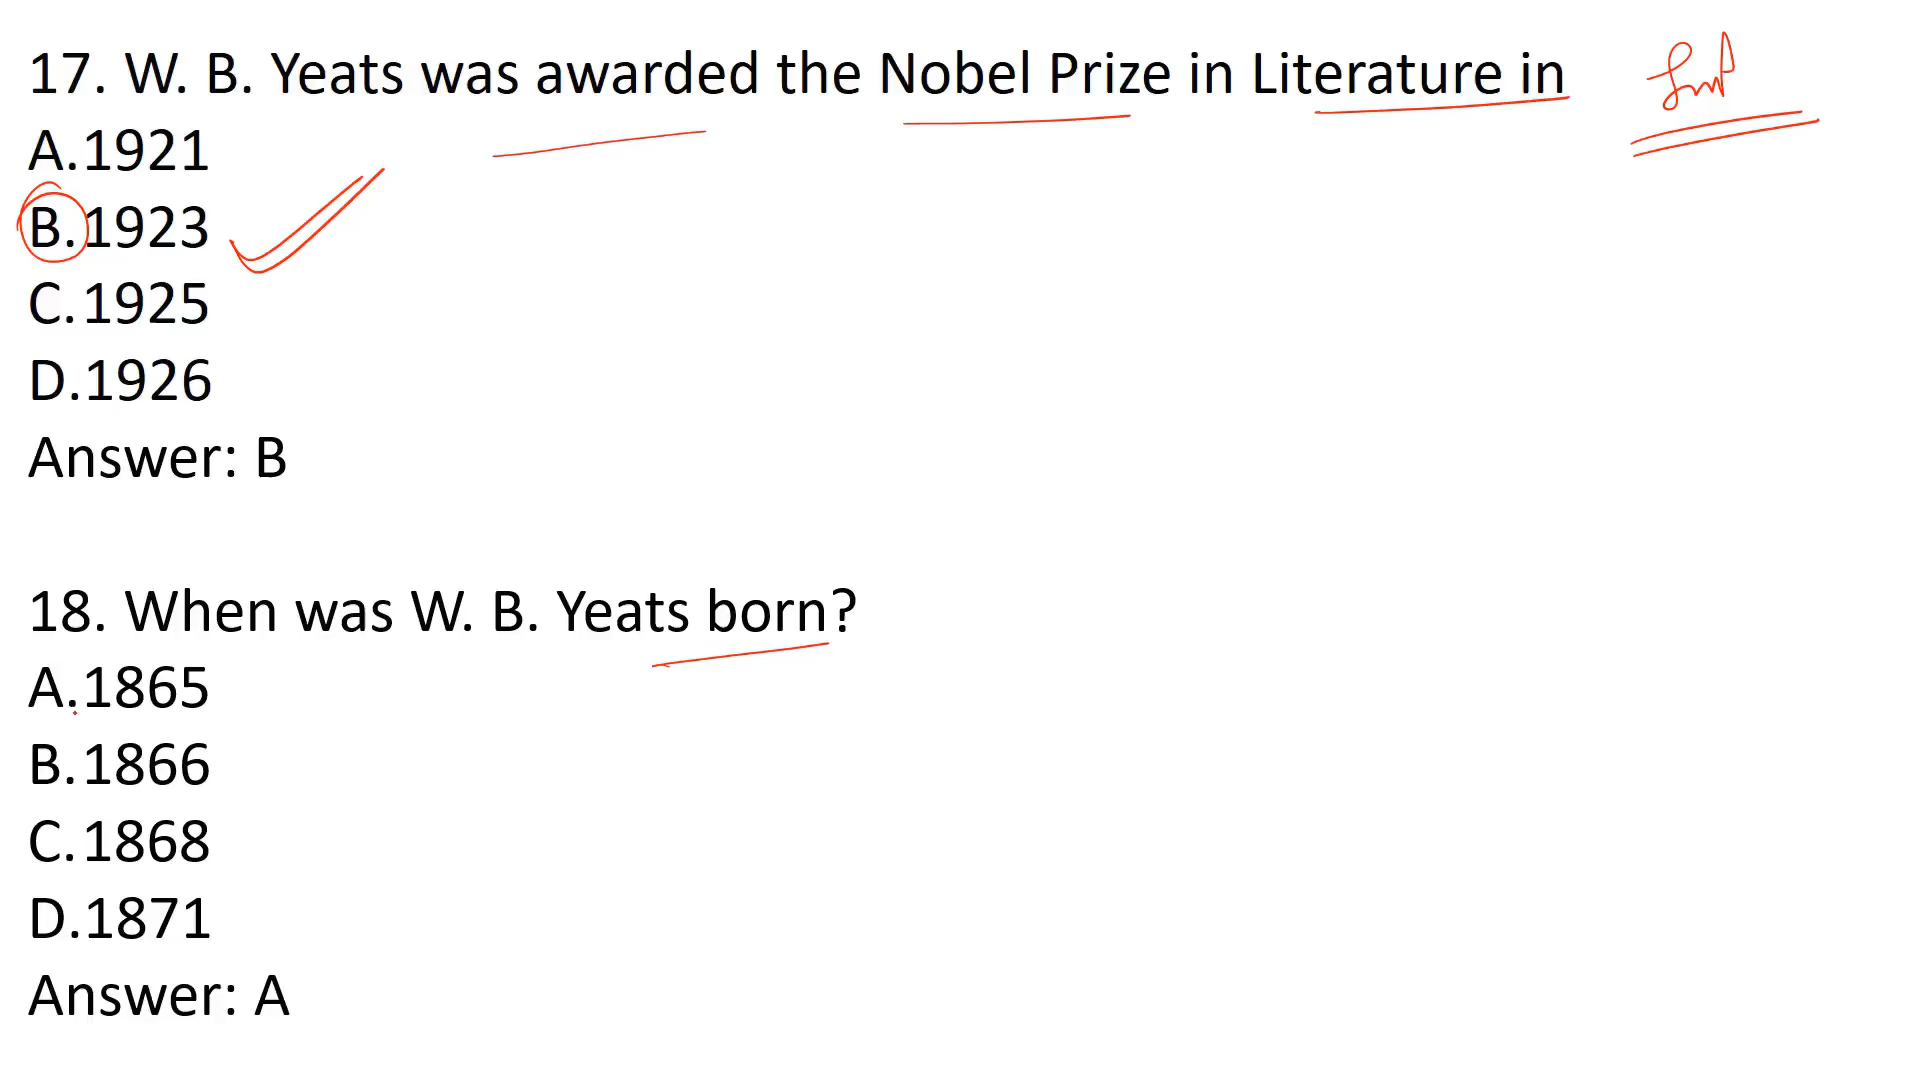 17. W. B. Yeats was awarded the Nobel Prize in Literature in
A.1921
B.1923
C.1925
D.1926
Answer: B
18. When was W. B. Yeats born?
A.1865
B.1866
C.1868
D.1871
Answer: A